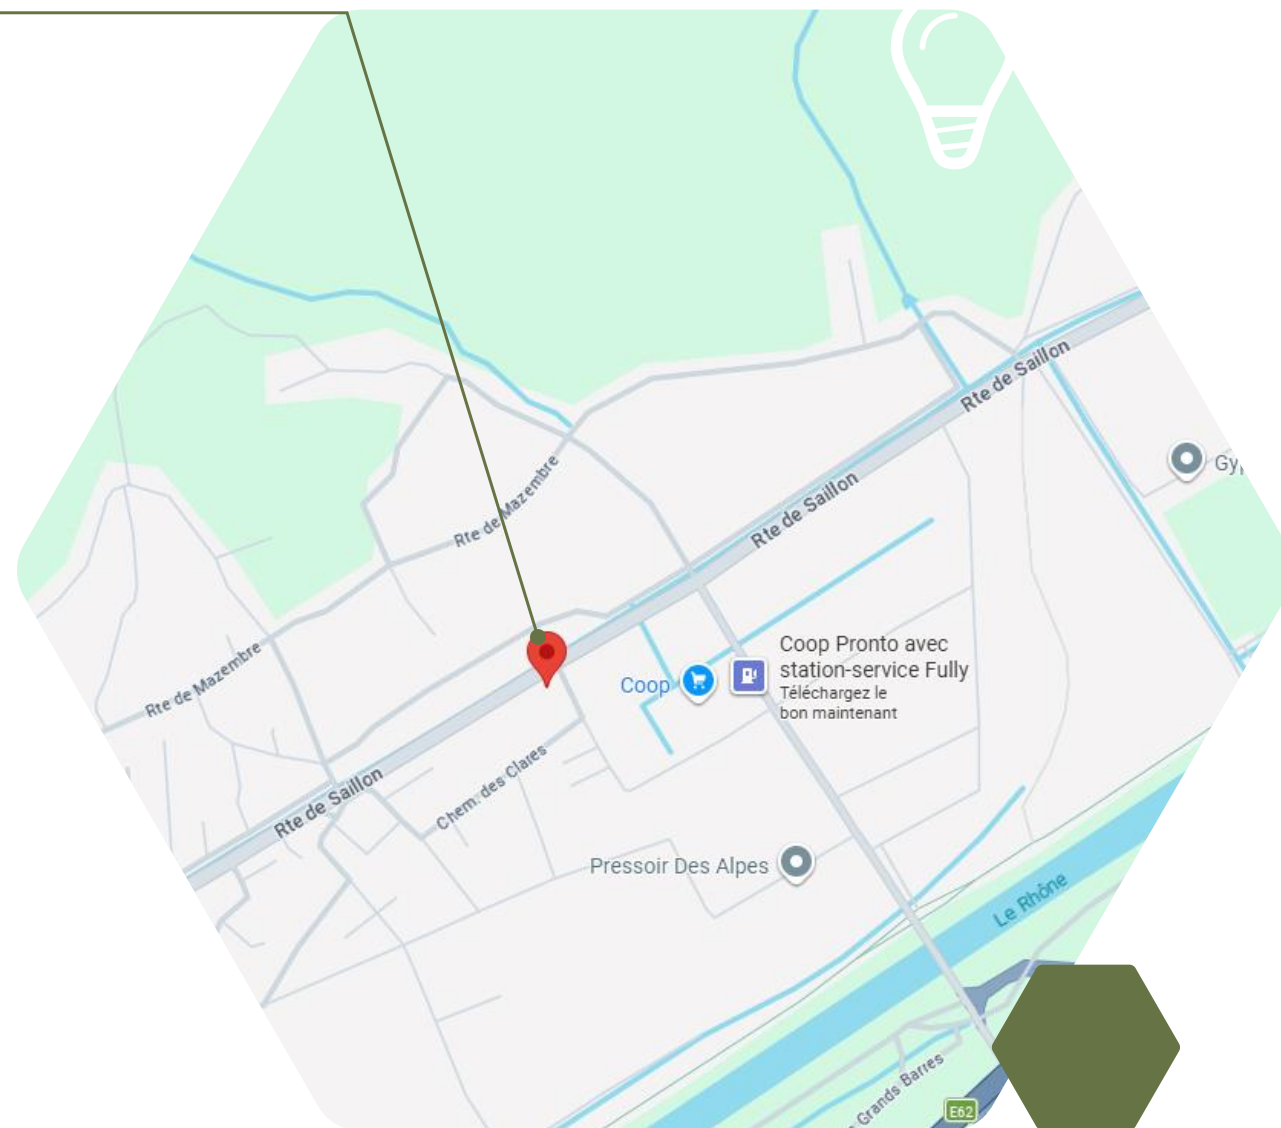 Rte de Saillon
Gy
Rte de Mazembre
Rte de Saillon
Coop Pronto avec
station-service Fully
Téléchargez le
bon maintenant
Coop
Rte de Mazembre
Chem. des Clares
Rte de Saillon
Pressoir Des Alpes
Le Rhône
Grands Barres
E62